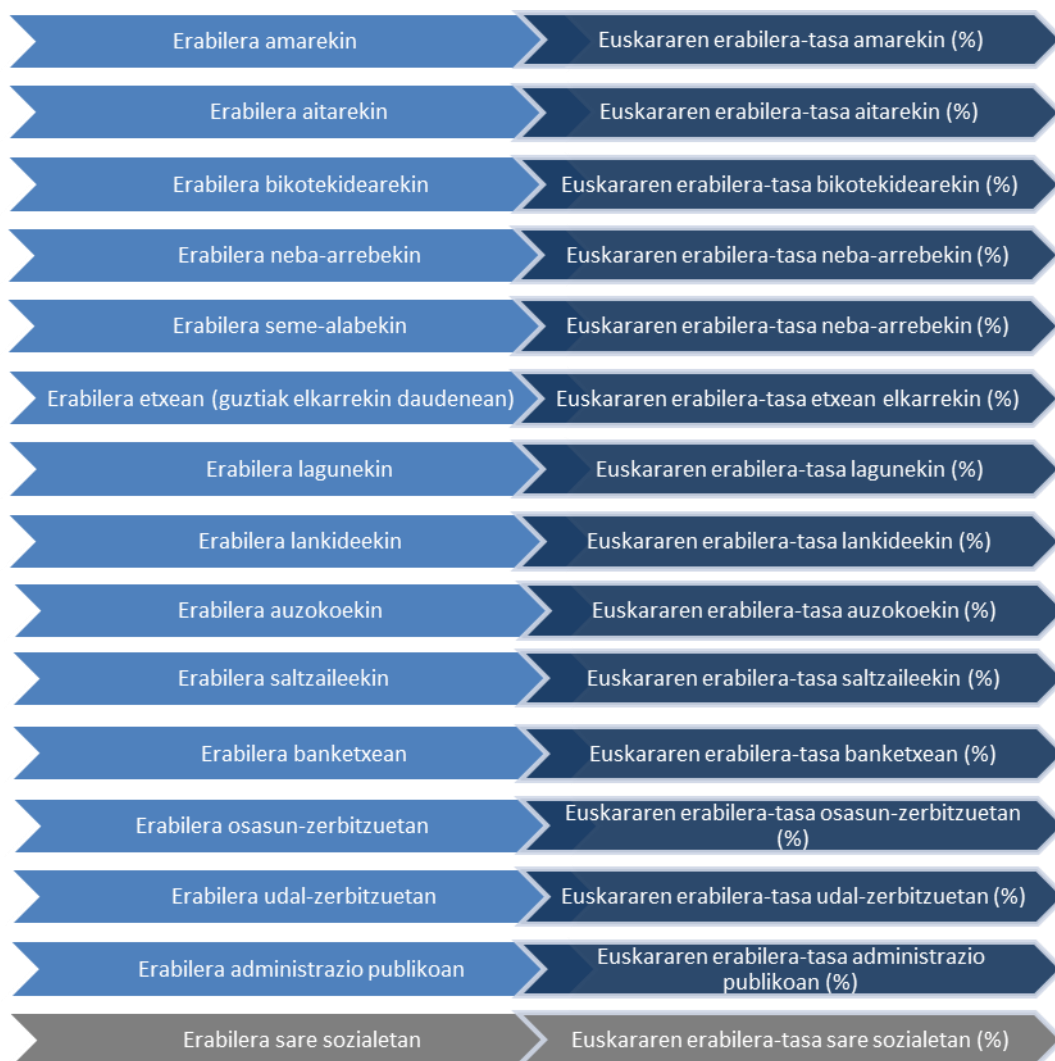 Erabilera amarekin
Euskararen erabilera-tasa amarekin (%)
Erabilera aitarekin
Euskararen erabilera-tasa aitarekin (%)
Erabilera bikotekidearekin
Euskararen erabilera-tasa bikotekidearekin (%)
Erabilera neba-arrebekin
Euskararen erabilera-tasa neba-arrebekin (%)
Erabilera seme-alabekin
Euskararen erabilera-tasa neba-arrebekin (%)
Erabilera etxean (guztiak elkarrekin daudenean)
Euskararen erabilera-tasa etxean elkarrekin (%)
Erabilera lagunekin
Euskararen erabilera-tasa lagunekin (%)
Erabilera lankideekin
Euskararen erabilera-tasa lankideekin (%)
Erabilera auzokoekin
Euskararen erabilera-tasa auzokoekin (%)
Erabilera saltzaileekin
Euskararen erabilera-tasa saltzaileekin (%)
Erabilera banketxean
Euskararen erabilera-tasa banketxean (%)
Erabilera osasun-zerbitzuetan
Euskararen erabilera-tasa osasun-zerbitzuetan
(%)
Erabilera udal-zerbitzuetan
Euskararen erabilera-tasa udal-zerbitzuetan (%)
Erabilera administrazio publikoan
Euskararen erabilera-tasa administrazio
publikoan (%)
Erabilera sare sozialetan
Euskararen erabilera-tasa sare sozialetan (%)